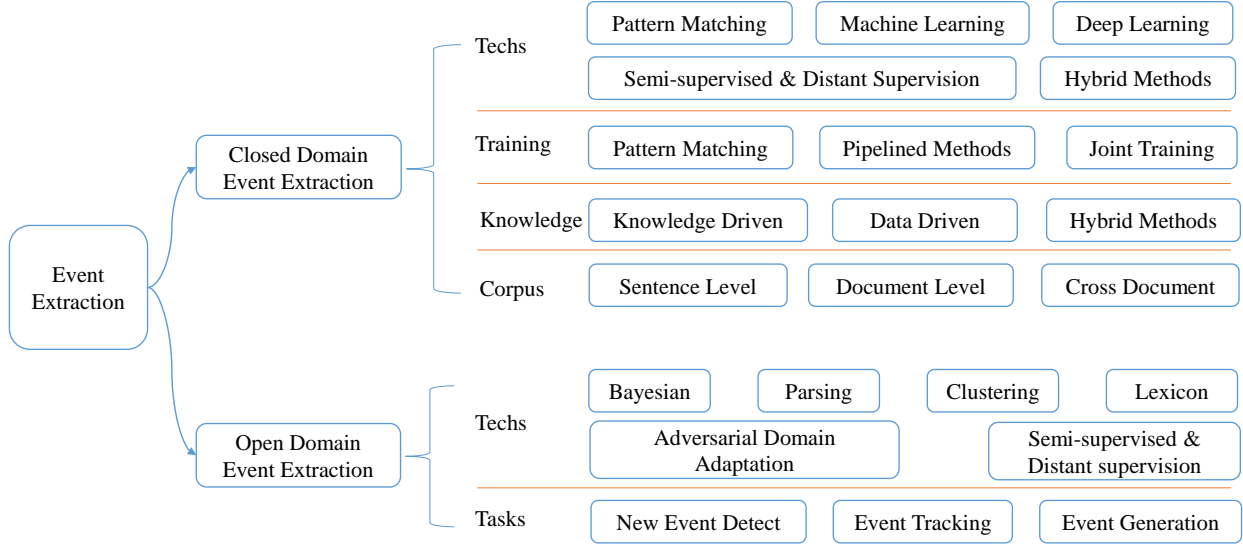 Event
Extraction
Closed Domain
Event Extraction
Techs
Pattern Matching
Machine Learning
Deep Learning
Semi-supervised & Distant Supervision
Hybrid Methods
Training
Pattern Matching
Pipelined Methods
Joint Training
Knowledge
Knowledge Driven
Data Driven
Hybrid Methods
Corpus
Sentence Level
Document Level
Cross Document
Open Domain
Event Extraction
Techs
Bayesian
Parsing
Clustering
Lexicon
Adversarial Domain
Adaptation
Semi-supervised &
Distant supervision
Tasks
New Event Detect
Event Tracking
Event Generation